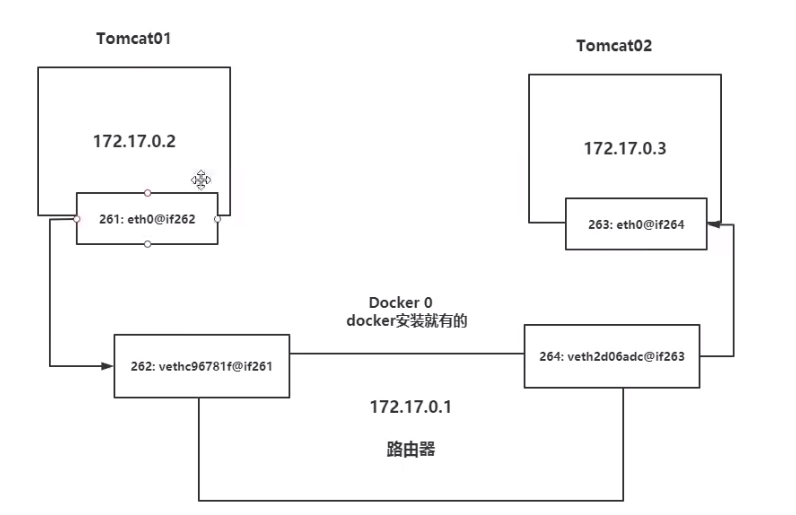 Tomcat01
Tomcat02
172.17.0.2
172.17.0.3
261: eth0@if262
263: eth0@if264
Docker 0
docker安装就有的
262: vethc96781f@if261
264: veth2d06adc@if263
172.17.0.1
路由器